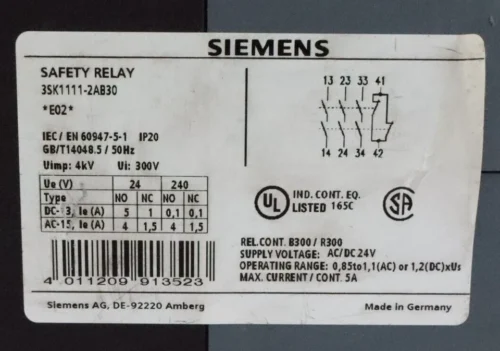 SIEMENS
SAFETY RELAY
3SK1111-2AB30
*E02*
IEC/ EN 60947-5-1 IP20
GB/T14048.5 / 50Hz
Uimp: 4kV Ui: 300V
Ue (V) 24 240
Type NO NC NO NC
DC-13, Ie (A) 5 1 0,1 0,1
AC-15, Ie (A) 4 1,5 4 1,5
4 011209 913523
13 23 33 41
14 24 34 42
UL IND. CONT. EQ.
LISTED 165C
SA
REL.CONT. B300 / R300
SUPPLY VOLTAGE: AC/DC 24V
OPERATING RANGE: 0,85to1,1(AC) or 1,2(DC)xUs
MAX. CURRENT/ CONT. 5A
Siemens AG, DE-92220 Amberg
Made in Germany